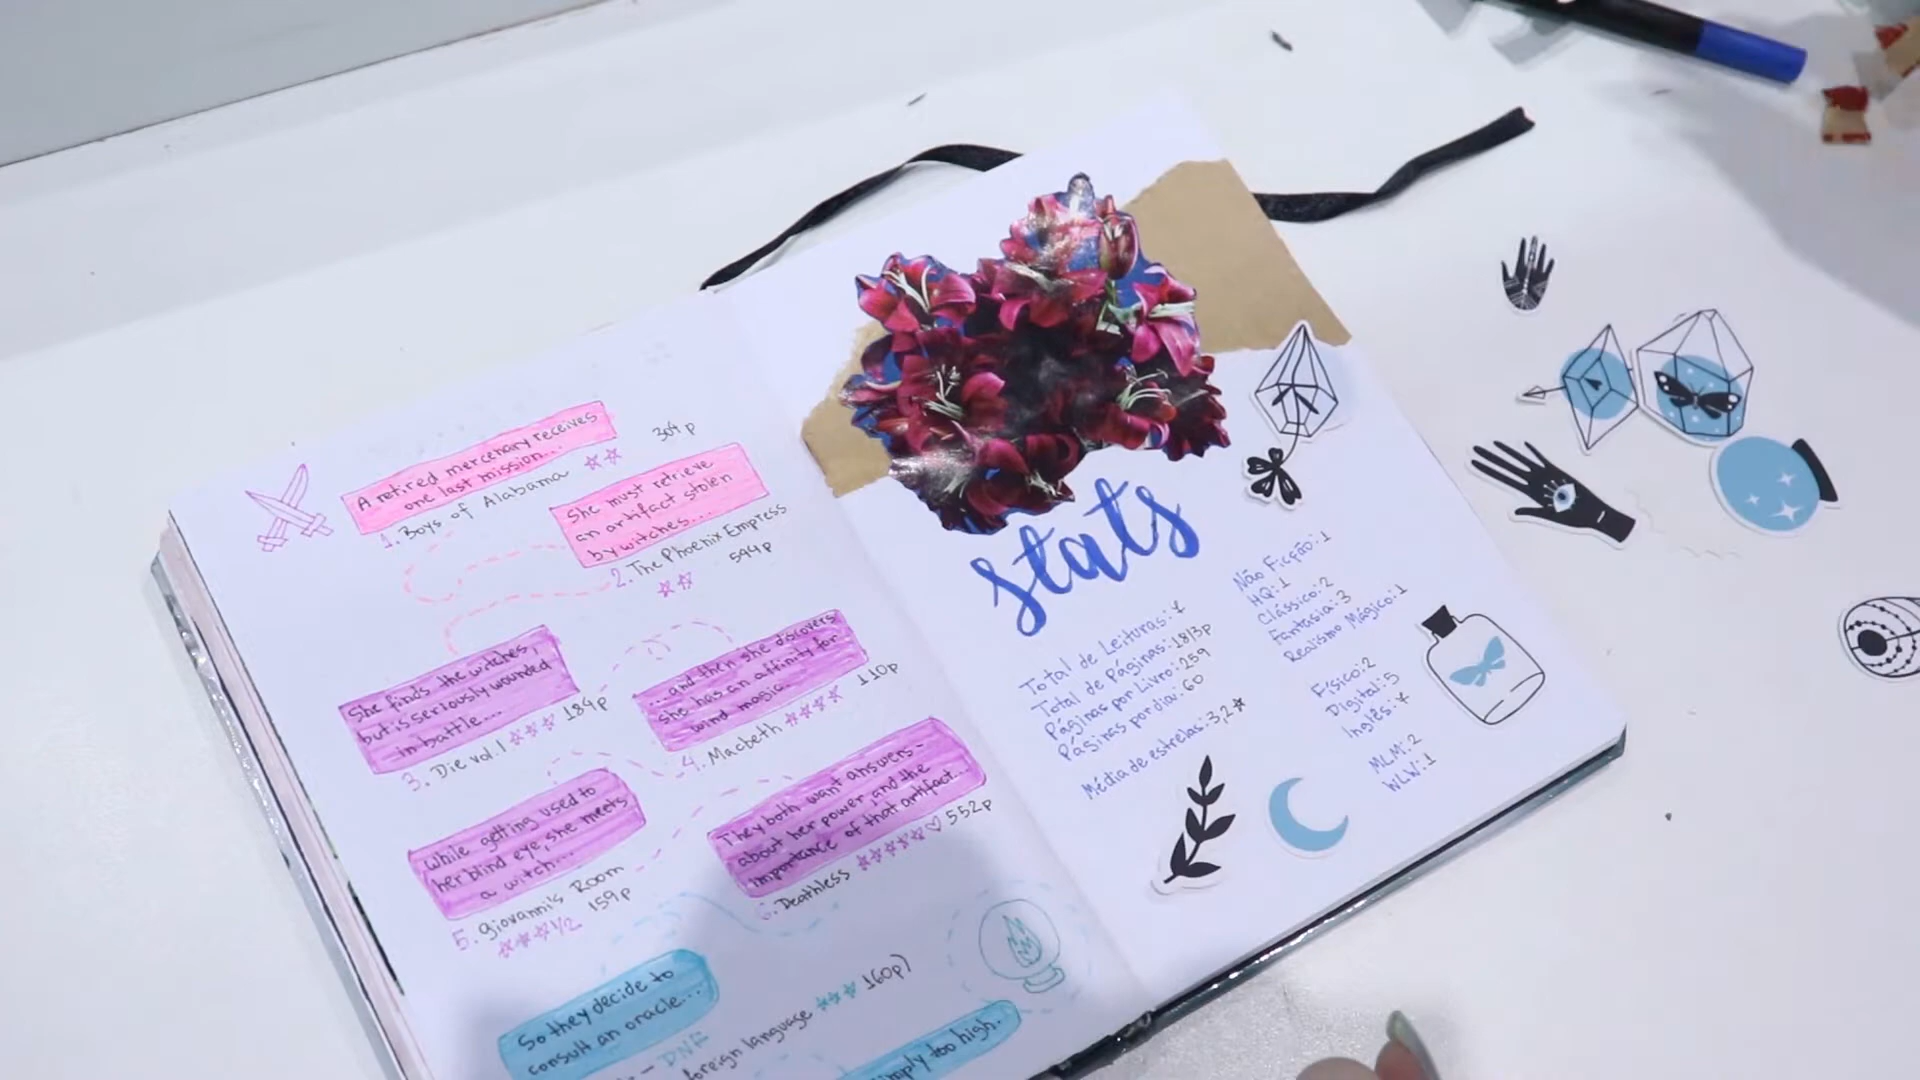 A retired mercenary receives
one last mission...
1. Boys of Alabama ☆☆
304 p
She must retrieve
an artifact stolen
by witches....
2. The Phoenix Empress
☆☆ 544p
She finds the witches,
but is seriously wounded
in battle...
3. Die vol.1 ☆☆☆ 184p
...and then she discovers
she has an affinity for
wind magic.
4. Macbeth ☆☆☆☆ 110p
While getting used to
her blind eye, she meets
a witch...
5. Giovanni's Room
☆☆☆1/2 159p
They both want answers-
about her power, and the
importance of that artifact...
6. Deathless ☆☆☆☆☆♡ 552p
So they decide to
consult an oracle...
- DNF
foreign language ☆☆☆ 160p)
too high.
stats
Total de Leituras: 7
Total de Páginas: 1813p
Páginas por Livro: 259
Páginas por dia: 60
Média de estrelas: 3,2☆
Não Ficção: 1
HQ: 1
Clássico: 2
Fantasia: 3
Realismo Mágico: 1
Físico: 2
Digital: 5
Inglês: 7
MLM: 2
WLW: 1